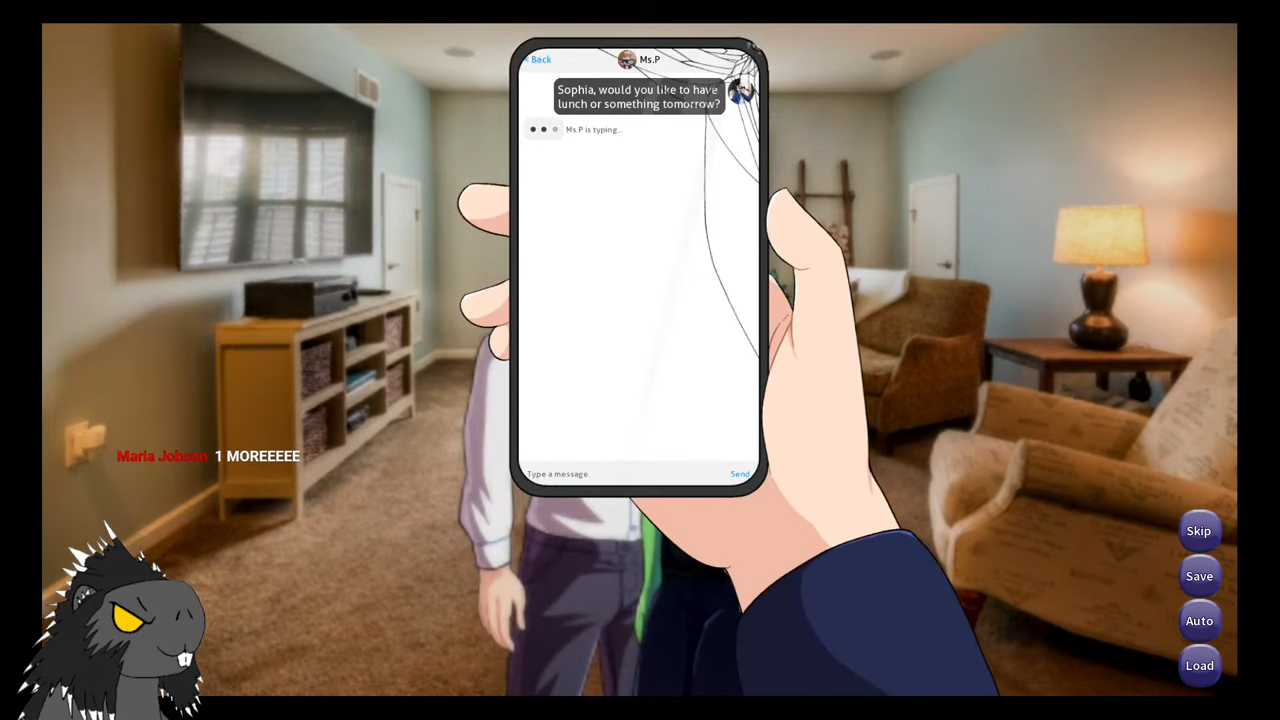 < Back
Ms.P
Sophia, would you like to have
lunch or something tomorrow?
Ms.P is typing...
Type a message.
Send
Maria Jobson 1 MOREEEEE
Skip
Save
Auto
Load